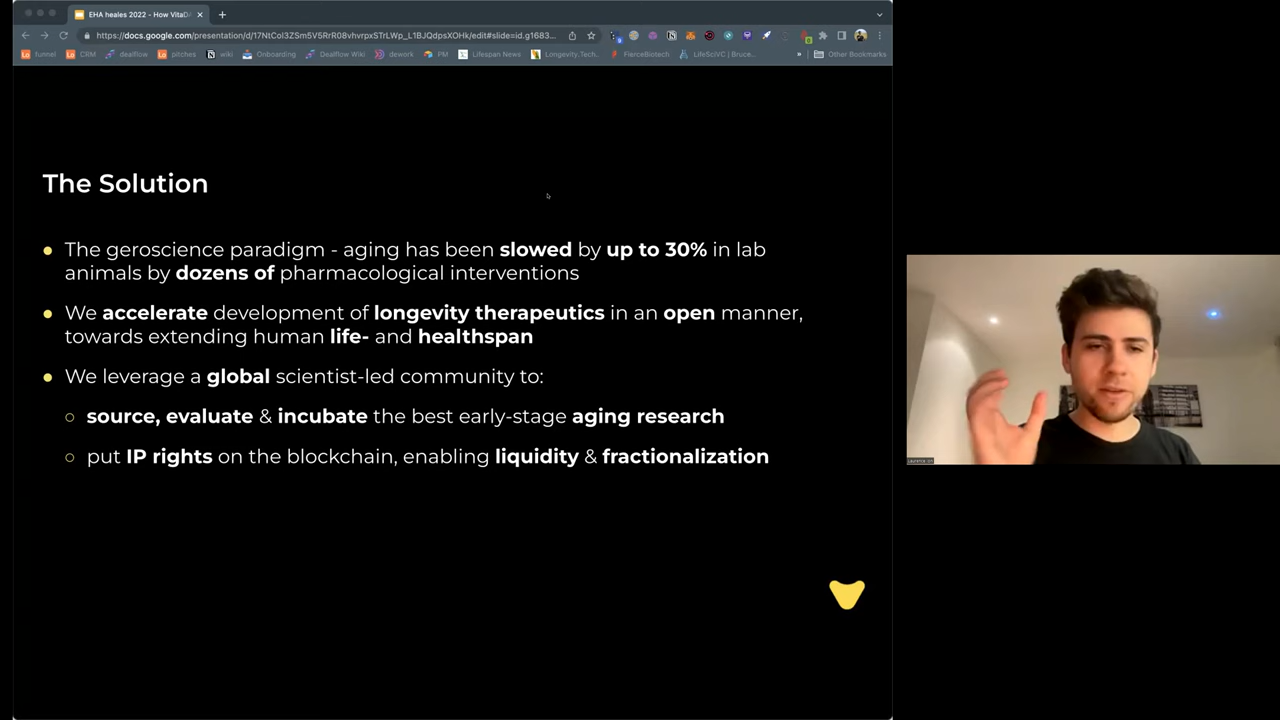 EHA heales 2022 - How VitaD
https://docs.google.com/presentation/d/17NtCol3ZSm5V5RrR08vhvrpxSTrLWp_L1BJQdpsXOHk/edit#slide=id.g1683...
funnel CRM dealflow pitches wiki Onboarding Dealflow Wiki dework PM Lifespan News Longevity.Tech... FierceBiotech LifeSciVC | Bruce... » Other Bookmarks
The Solution
● The geroscience paradigm - aging has been slowed by up to 30% in lab
animals by dozens of pharmacological interventions
● We accelerate development of longevity therapeutics in an open manner,
towards extending human life- and healthspan
● We leverage a global scientist-led community to:
○ source, evaluate & incubate the best early-stage aging research
○ put IP rights on the blockchain, enabling liquidity & fractionalization